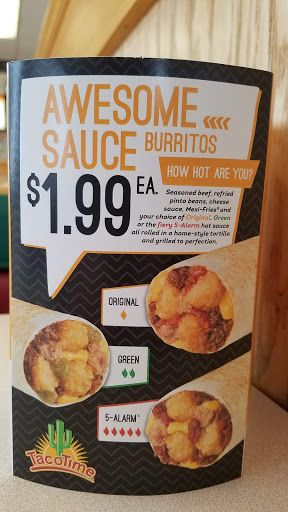 AWESOME
SAUCE BURRITOS
HOW HOT ARE YOU?
$1.99 EA.
Seasoned beef, refried
pinto beans, cheese
sauce, Mexi-Fries® and
your choice of Original, Green
or the fiery 5-Alarm hot sauce
all rolled in a home-style tortilla
and grilled to perfection.
ORIGINAL
GREEN
5-ALARM™
TacoTime